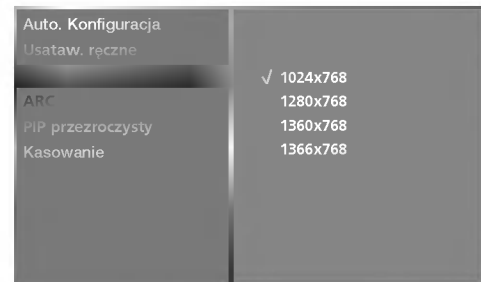 Auto. Konfiguracja
Usataw. ręczne
ARC
PIP przezroczysty
Kasowanie
√ 1024x768
1280x768
1360x768
1366x768